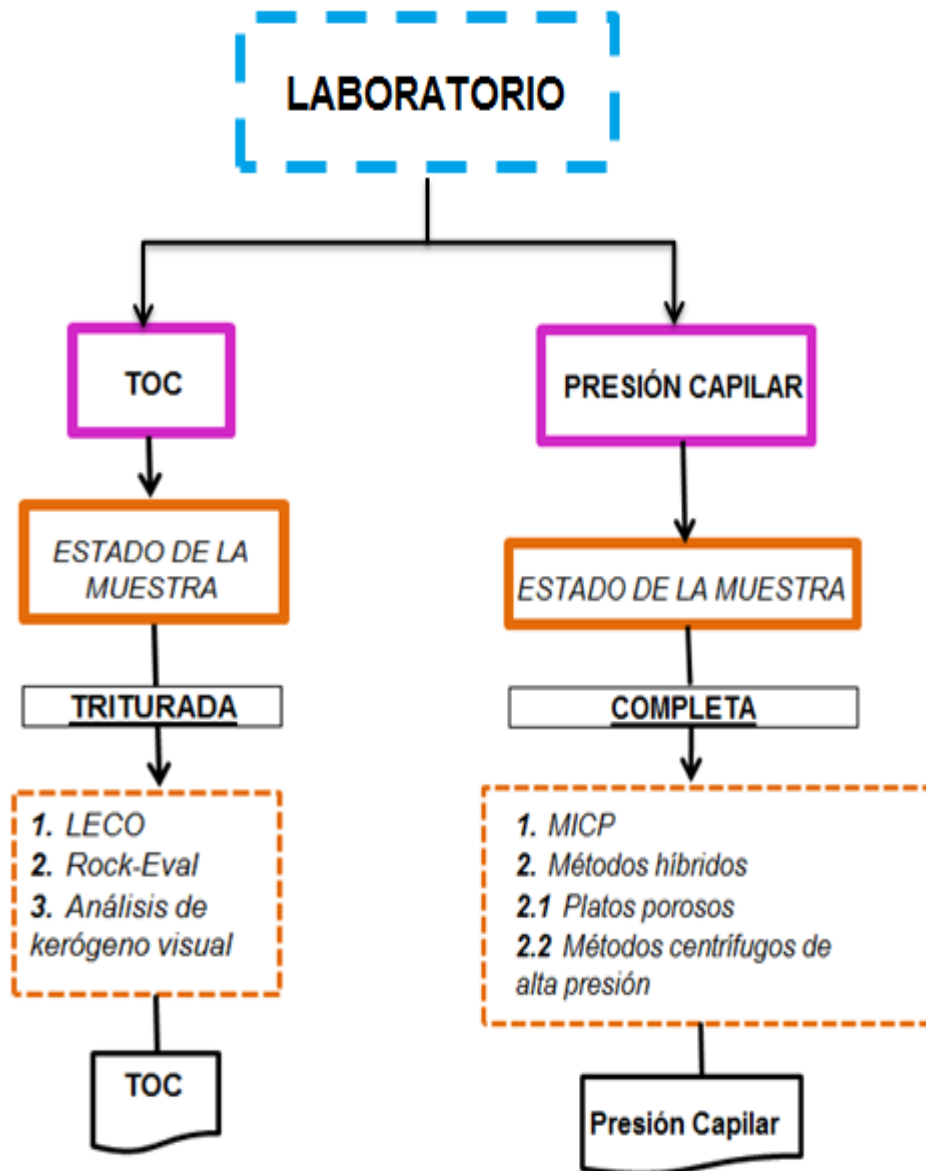 LABORATORIO
TOC
ESTADO DE LA
MUESTRA
TRITURADA
1. LECO
2. Rock-Eval
3. Análisis de
kerógeno visual
TOC
PRESIÓN CAPILAR
ESTADO DE LA MUESTRA
COMPLETA
1. MICP
2. Métodos híbridos
2.1 Platos porosos
2.2 Métodos centrífugos de
alta presión
Presión Capilar